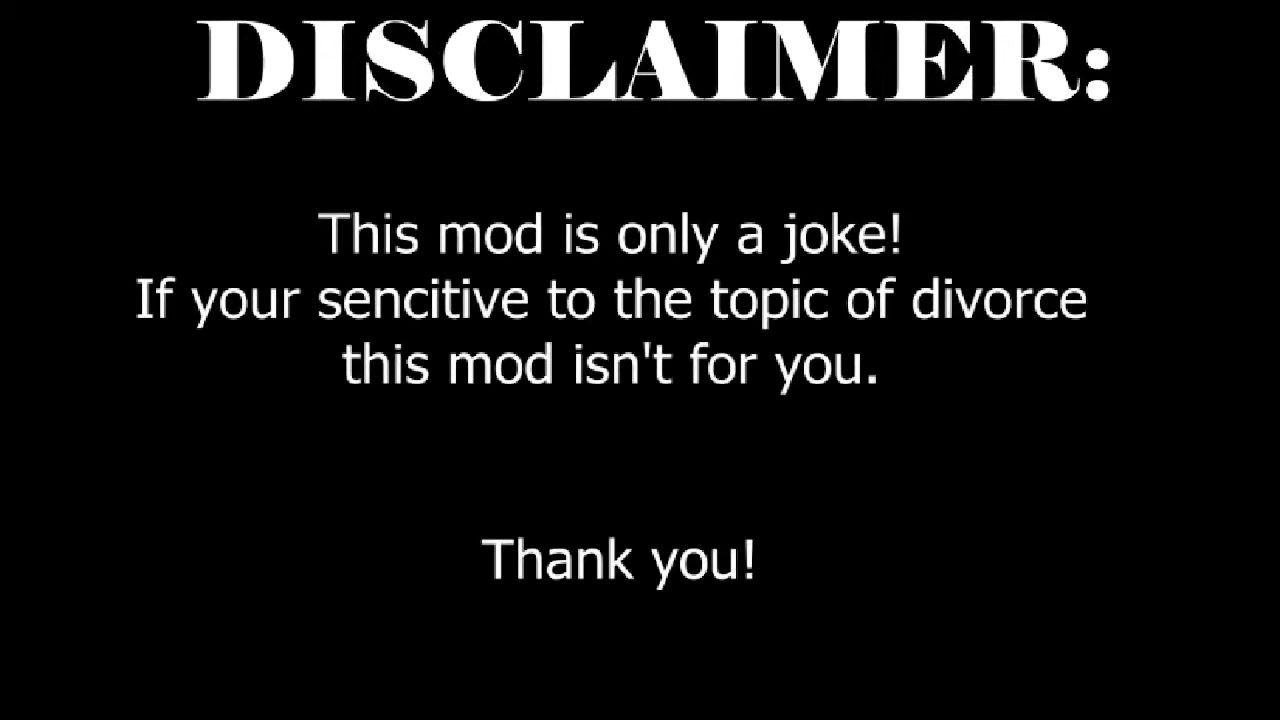 DISCLAIMER:
This mod is only a joke!
If your sencitive to the topic of divorce
this mod isn't for you.
Thank you!